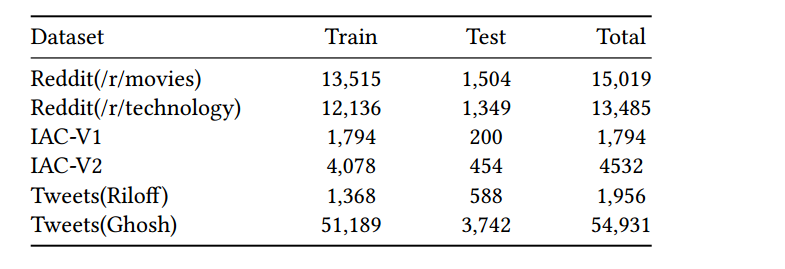 Dataset Train Test Total
Reddit(/r/movies) 13,515 1,504 15,019
Reddit(/r/technology) 12,136 1,349 13,485
IAC-V1 1,794 200 1,794
IAC-V2 4,078 454 4532
Tweets(Riloff) 1,368 588 1,956
Tweets(Ghosh) 51,189 3,742 54,931